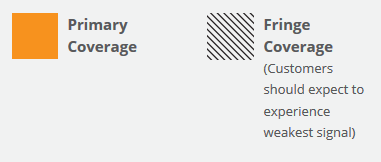 Primary
Coverage
Fringe
Coverage
(Customers
should expect to
experience
weakest signal)